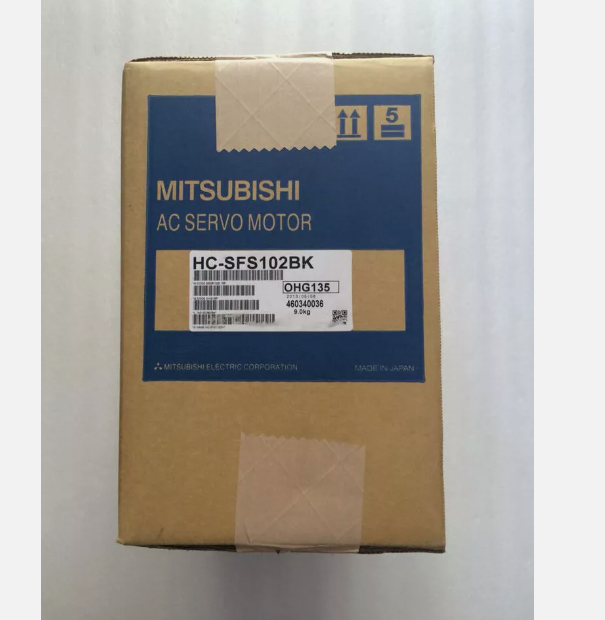 5
MITSUBISHI
AC SERVO MOTOR
HC-SFS102BK
OHG135
460340036
9.0kg
MITSUBISHI ELECTRIC CORPORATION
MADE IN JAPAN